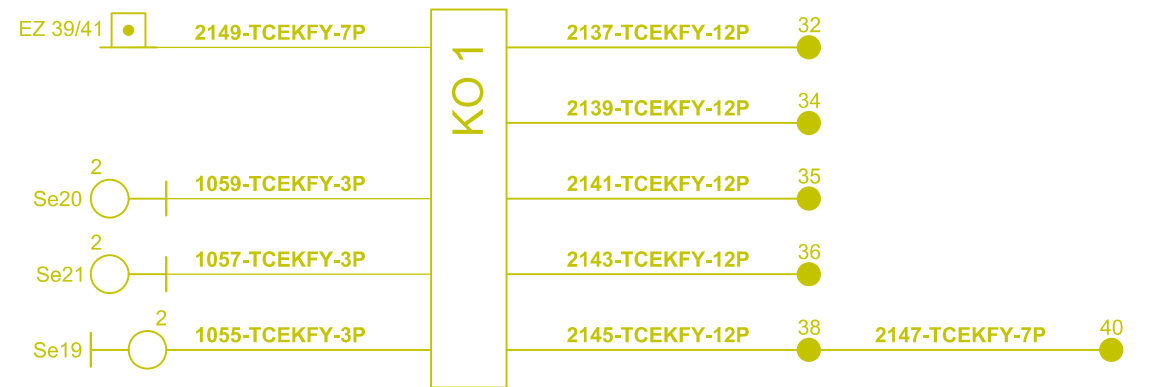 EZ 39/41
2149-TCEKFY-7P
KO 1
2137-TCEKFY-12P
32
2139-TCEKFY-12P
34
2
Se20
1059-TCEKFY-3P
2141-TCEKFY-12P
35
2
Se21
1057-TCEKFY-3P
2143-TCEKFY-12P
36
Se19
2
1055-TCEKFY-3P
2145-TCEKFY-12P
38
2147-TCEKFY-7P
40